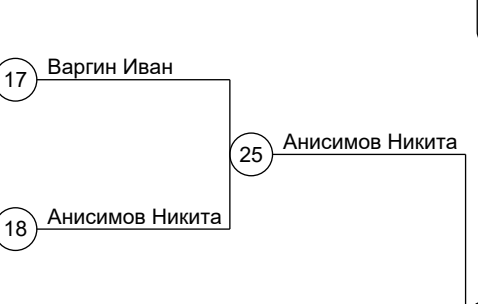 17 Варгин Иван
25 Анисимов Никита
18 Анисимов Никита